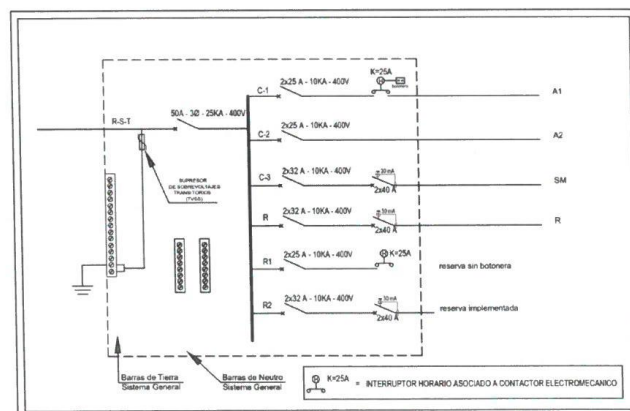 K=25A
2x25 A - 10KA - 400V
C-1
A1
50A - 3Ø - 25KA - 400V
R-S-T
2x25 A - 10KA - 400V
C-2
A2
SUPRESOR
DE SOBREVOLTAJES
TRANSITORIOS
(TVSS)
2x32 A - 10KA - 400V
30 mA
C-3
2x40 A
SM
2x32 A - 10KA - 400V
30 mA
R
2x40 A
R
2x25 A - 10KA - 400V
K=25A
R1
reserva sin botonera
2x32 A - 10KA - 400V
30 mA
R2
2x40 A
reserva implementada
Barras de Tierra
Sistema General
Barras de Neutro
Sistema General
K=25A = INTERRUPTOR HORARIO ASOCIADO A CONTACTOR ELECTROMECANICO